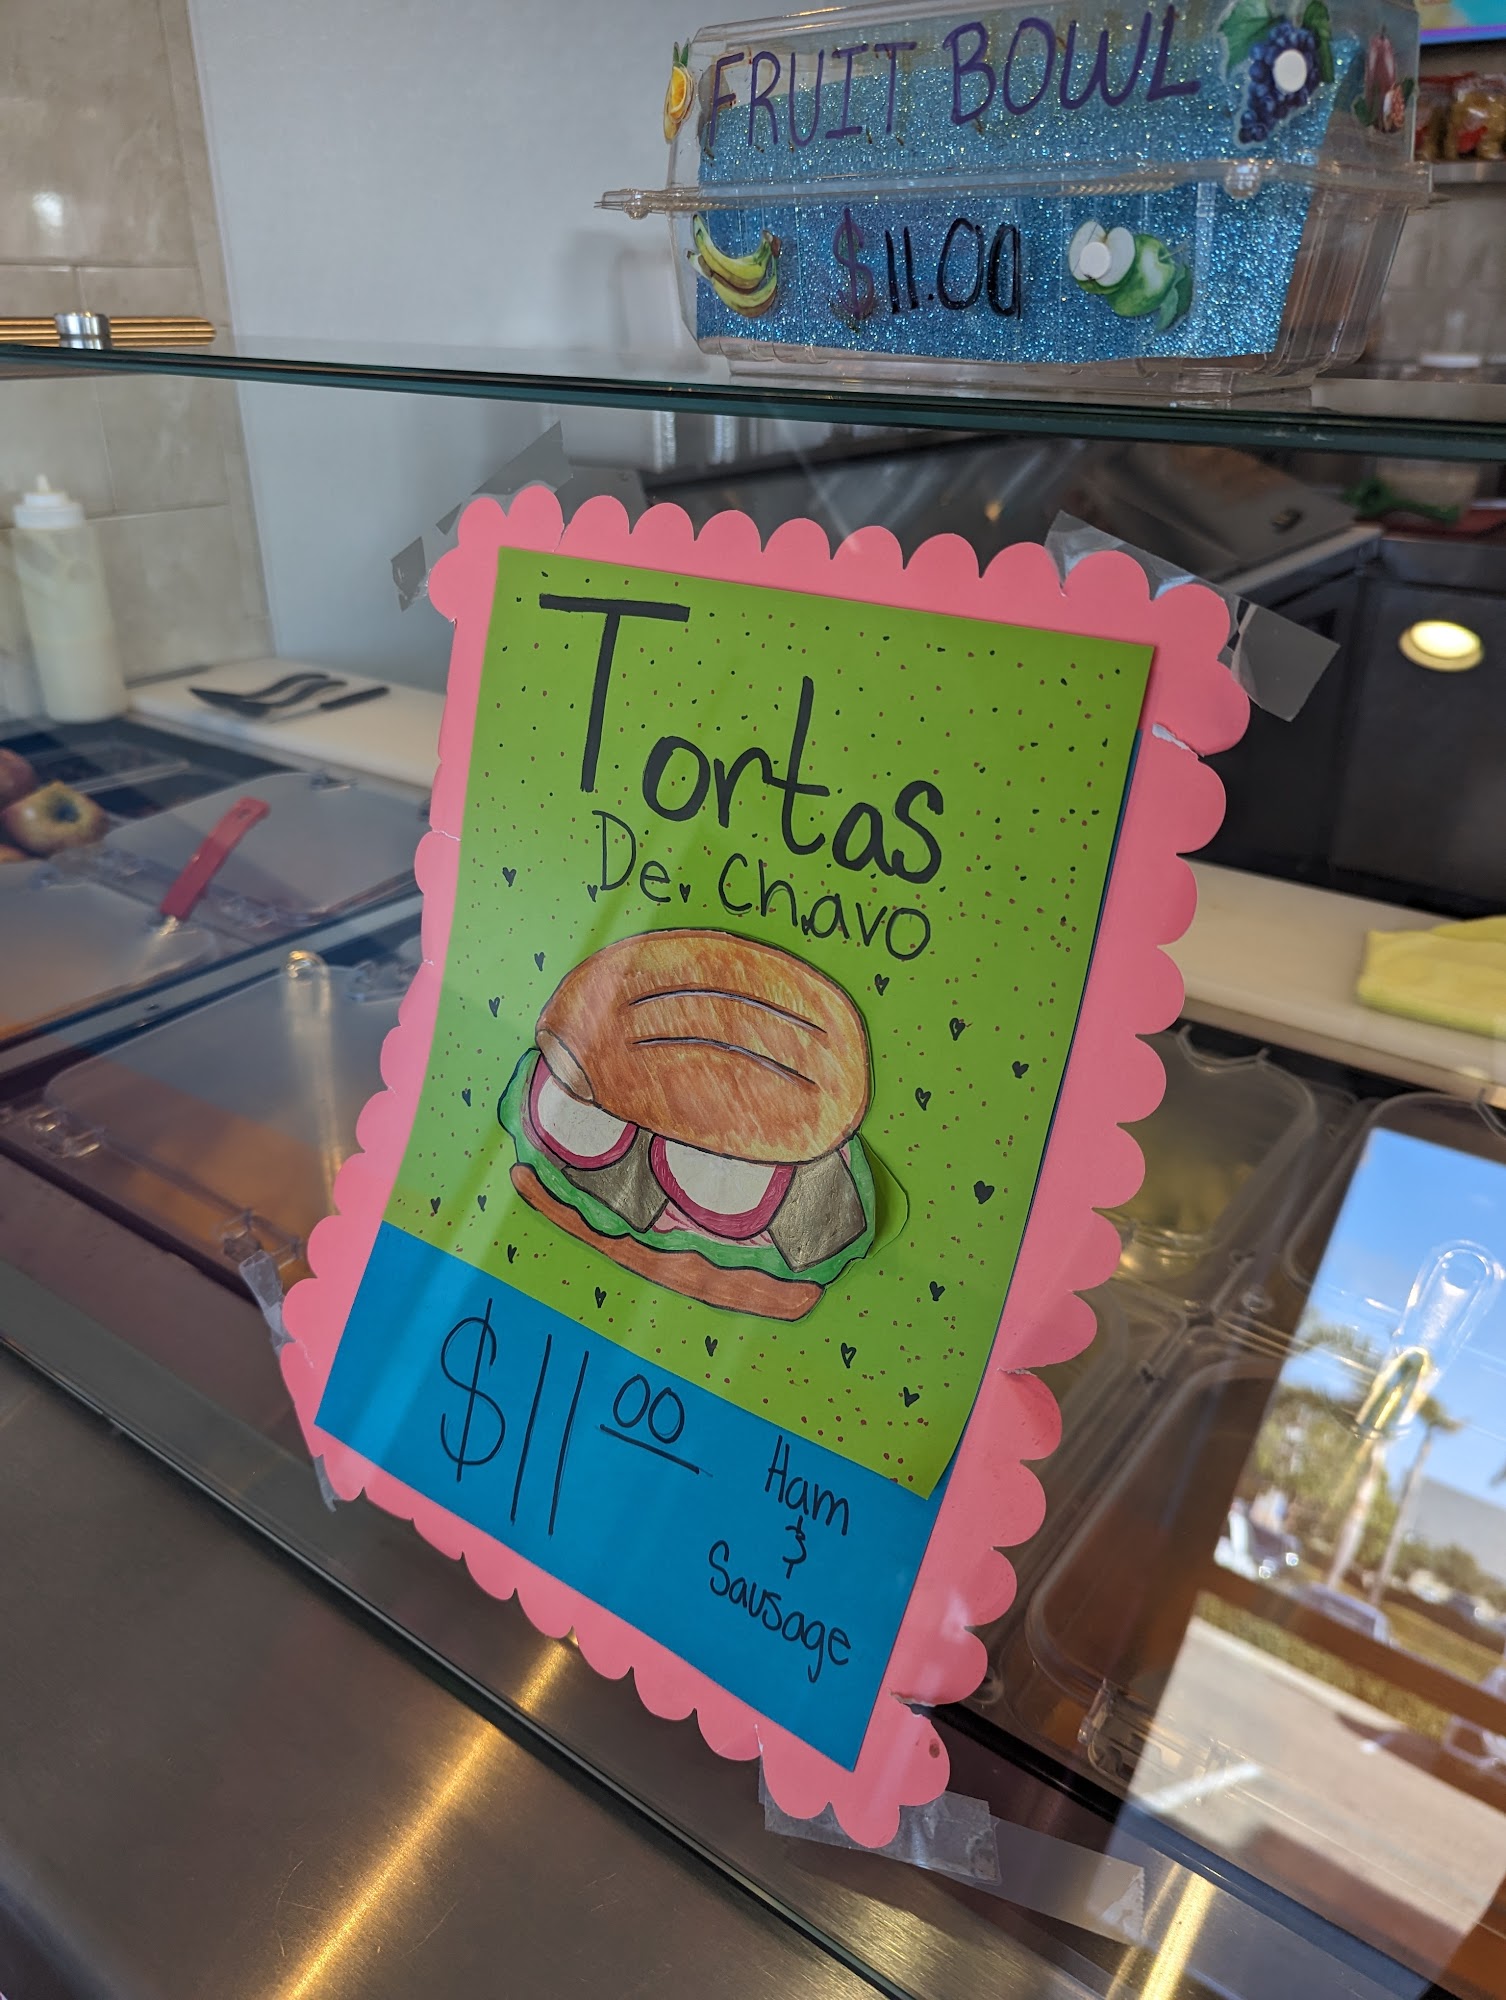 FRUIT BOWL
$11.00
Tortas
De Chavo
$11 00
Ham
&
Sausage